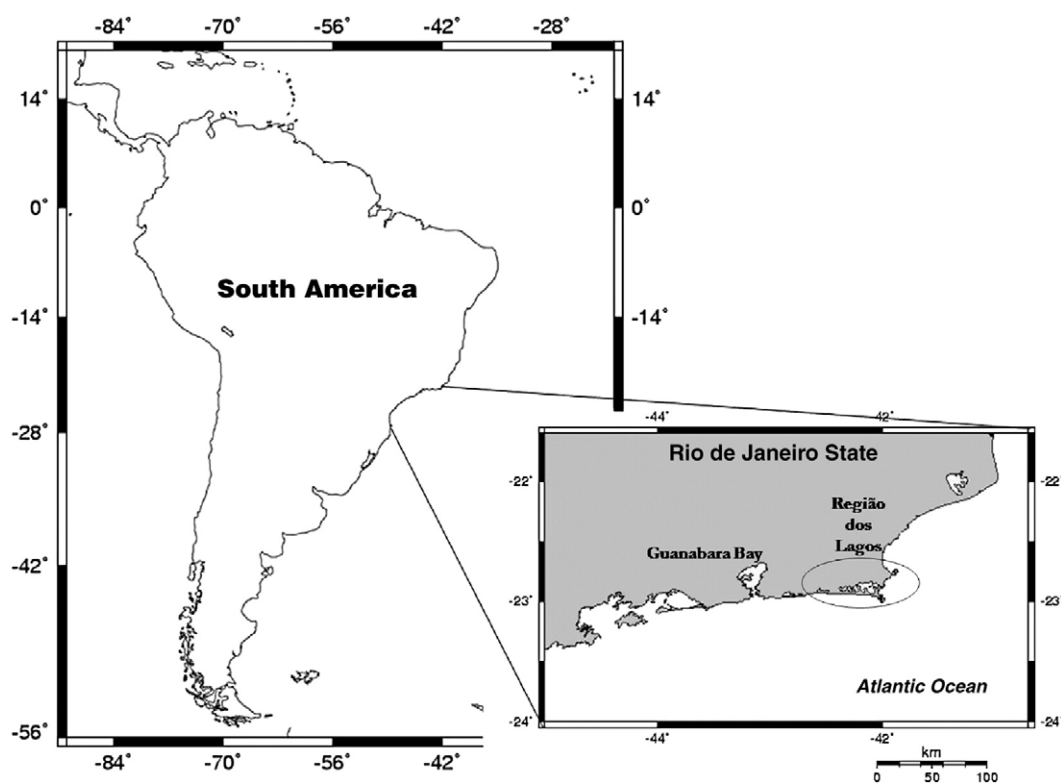 -84° -70° -56° -42° -28°
14° 14°
0° 0°
South America
-14° -14°
-28°
-42°
-56°
-84° -70° -56° -42°
-44° -42°
Rio de Janeiro State
-22° -22°
Região
dos
Lagos
Guanabara Bay
-23° -23°
Atlantic Ocean
-24° -24°
-44° -42°
km
0 50 100